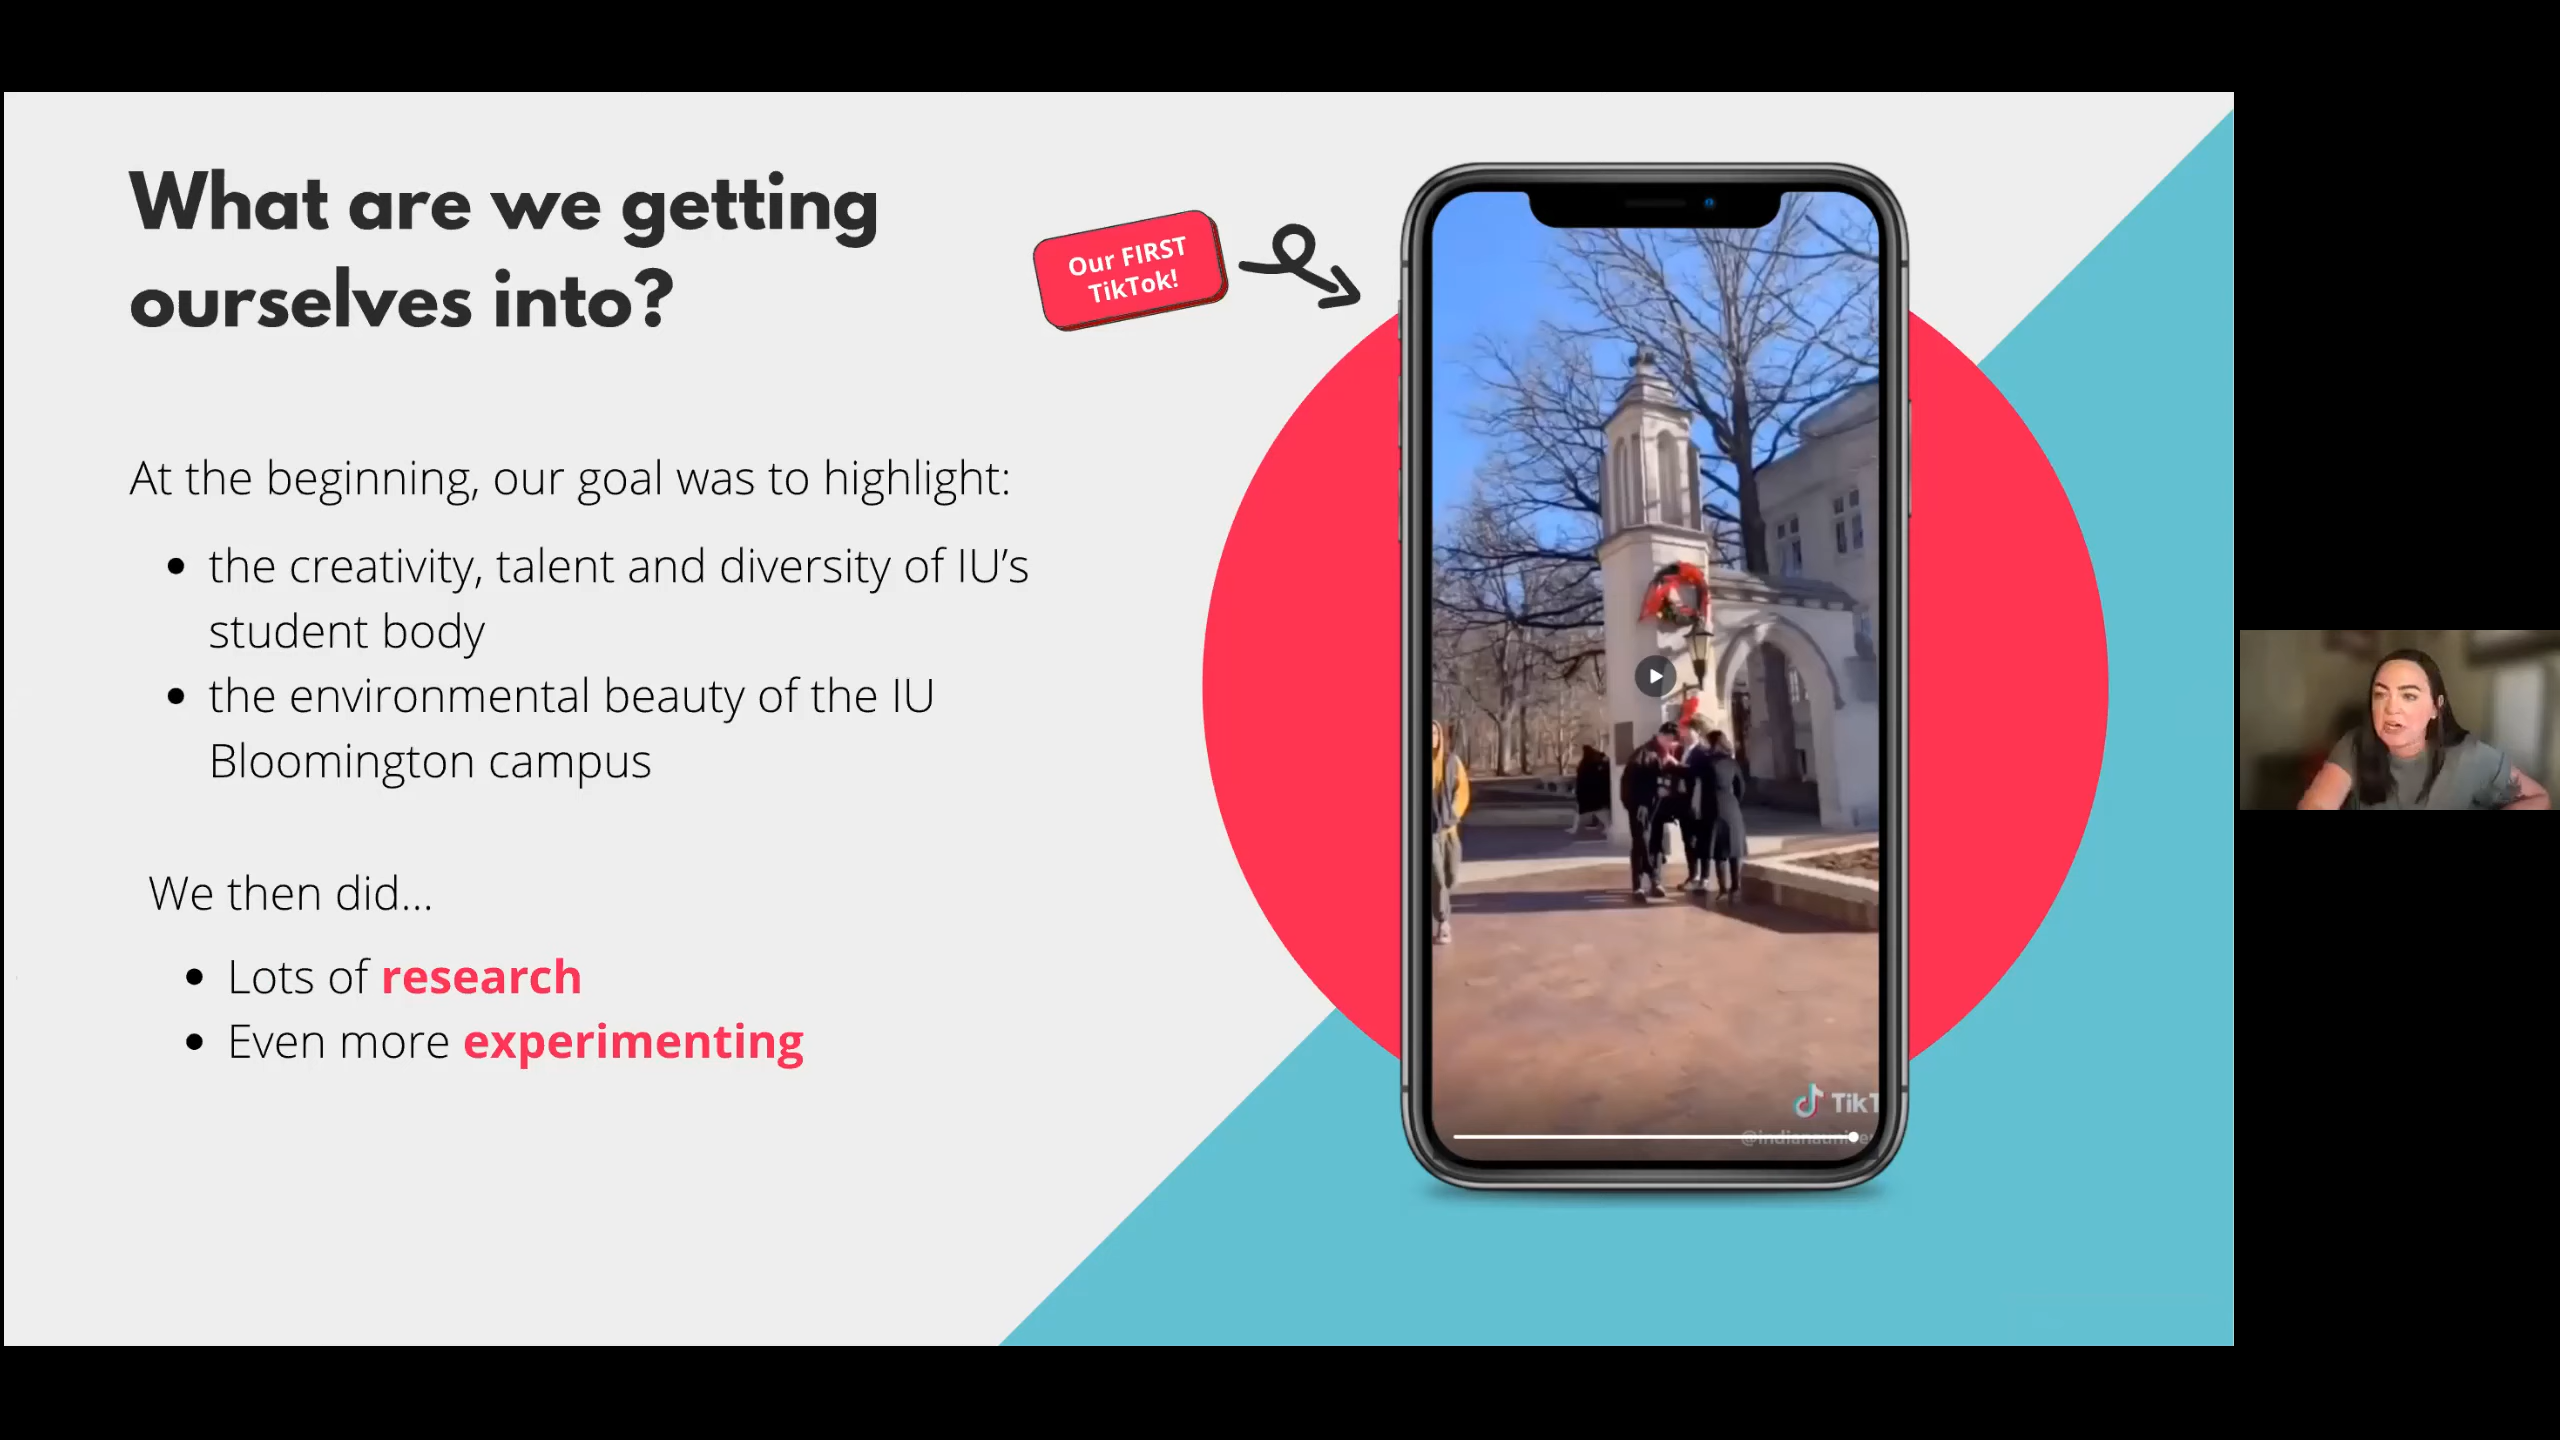 What are we getting
ourselves into?
Our FIRST
TikTok!
At the beginning, our goal was to highlight:
• the creativity, talent and diversity of IU’s
student body
• the environmental beauty of the IU
Bloomington campus
We then did...
• Lots of research
• Even more experimenting
TikT